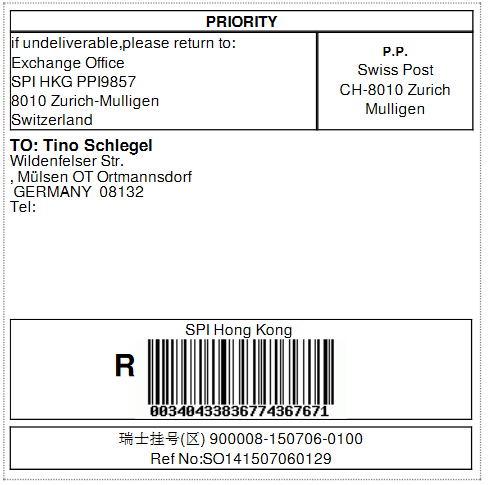 PRIORITY
if undeliverable,please return to:
Exchange Office
SPI HKG PPI9857
8010 Zurich-Mulligen
Switzerland
P.P.
Swiss Post
CH-8010 Zurich
Mulligen
TO: Tino Schlegel
Wildenfelser Str.
, Mülsen OT Ortmannsdorf
GERMANY 08132
Tel:
SPI Hong Kong
R
00340433836774367671
瑞士挂号(区) 900008-150706-0100
Ref No:SO141507060129